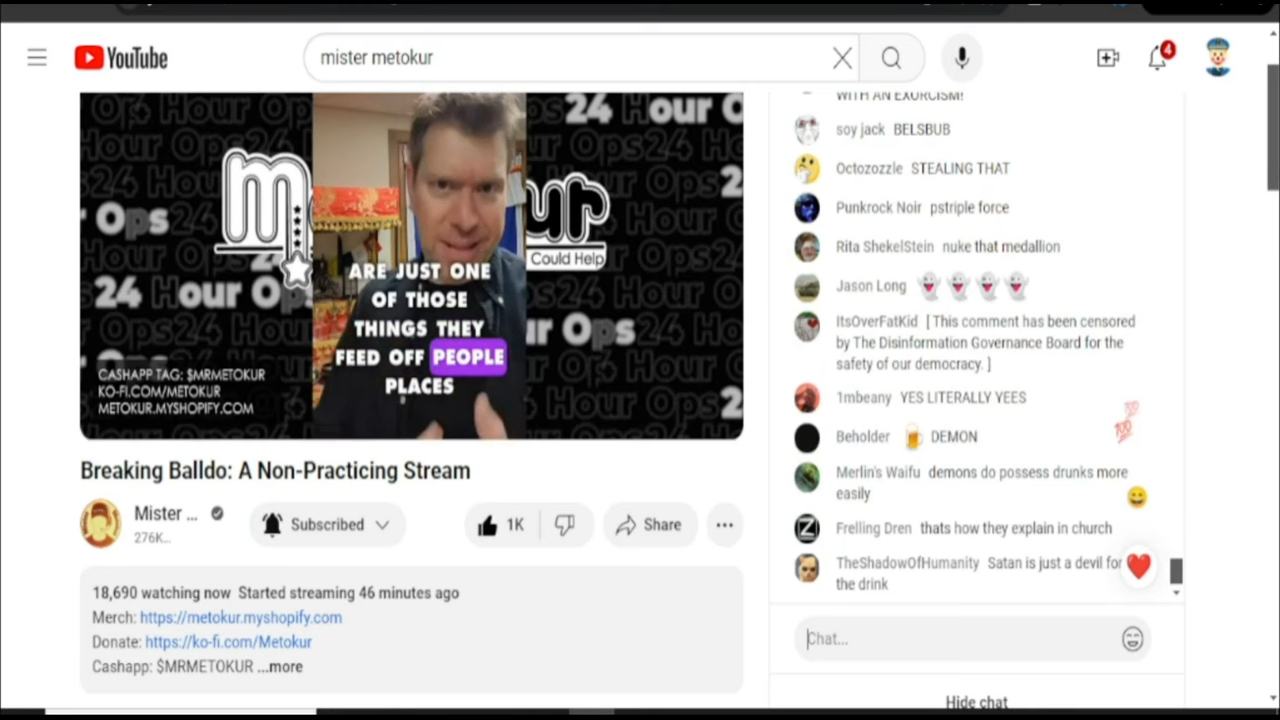 YouTube
mister metokur
4
Could Help
CASHAPP TAG: $MRMETOKUR
KO-FI.COM/METOKUR
METOKUR.MYSHOPIFY.COM
24 Hour Ops
ARE JUST ONE
OF THOSE
THINGS THEY
FEED OFF PEOPLE
PLACES
Breaking Balldo: A Non-Practicing Stream
Mister ...
276K...
Subscribed
1K
Share
18,690 watching now Started streaming 46 minutes ago
Merch: https://metokur.myshopify.com
Donate: https://ko-fi.com/Metokur
Cashapp: $MRMETOKUR ...more
WITH AN EXORCISM!
soy jack BELSBUB
Octozozzle STEALING THAT
Punkrock Noir pstriple force
Rita ShekelStein nuke that medallion
Jason Long 👻👻👻👻
ItsOverFatKid [ This comment has been censored
by The Disinformation Governance Board for the
safety of our democracy. ]
1mbeany YES LITERALLY YEES
Beholder 🍺 DEMON
Merlin's Waifu demons do possess drunks more
easily
Frelling Dren thats how they explain in church
TheShadowOfHumanity Satan is just a devil for
the drink
Chat...
Hide chat